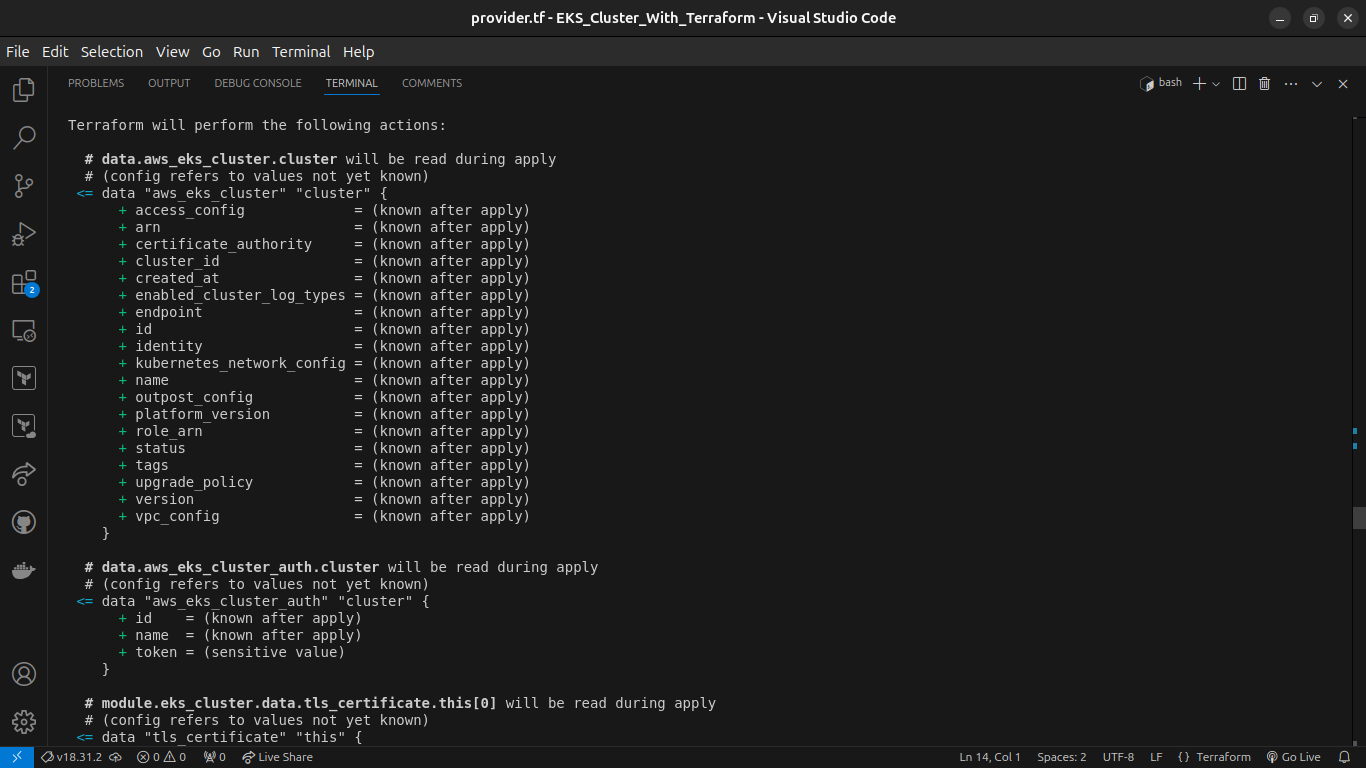 provider.tf - EKS_Cluster_With_Terraform - Visual Studio Code
File Edit Selection View Go Run Terminal Help
PROBLEMS OUTPUT DEBUG CONSOLE TERMINAL COMMENTS bash
Terraform will perform the following actions:
# data.aws_eks_cluster.cluster will be read during apply
# (config refers to values not yet known)
<= data "aws_eks_cluster" "cluster" {
+ access_config = (known after apply)
+ arn = (known after apply)
+ certificate_authority = (known after apply)
+ cluster_id = (known after apply)
+ created_at = (known after apply)
+ enabled_cluster_log_types = (known after apply)
+ endpoint = (known after apply)
+ id = (known after apply)
+ identity = (known after apply)
+ kubernetes_network_config = (known after apply)
+ name = (known after apply)
+ outpost_config = (known after apply)
+ platform_version = (known after apply)
+ role_arn = (known after apply)
+ status = (known after apply)
+ tags = (known after apply)
+ upgrade_policy = (known after apply)
+ version = (known after apply)
+ vpc_config = (known after apply)
}
# data.aws_eks_cluster_auth.cluster will be read during apply
# (config refers to values not yet known)
<= data "aws_eks_cluster_auth" "cluster" {
+ id = (known after apply)
+ name = (known after apply)
+ token = (sensitive value)
}
# module.eks_cluster.data.tls_certificate.this[0] will be read during apply
# (config refers to values not yet known)
<= data "tls_certificate" "this" {
2
v18.31.2 0 0 0 Live Share Ln 14, Col 1 Spaces: 2 UTF-8 LF {} Terraform Go Live